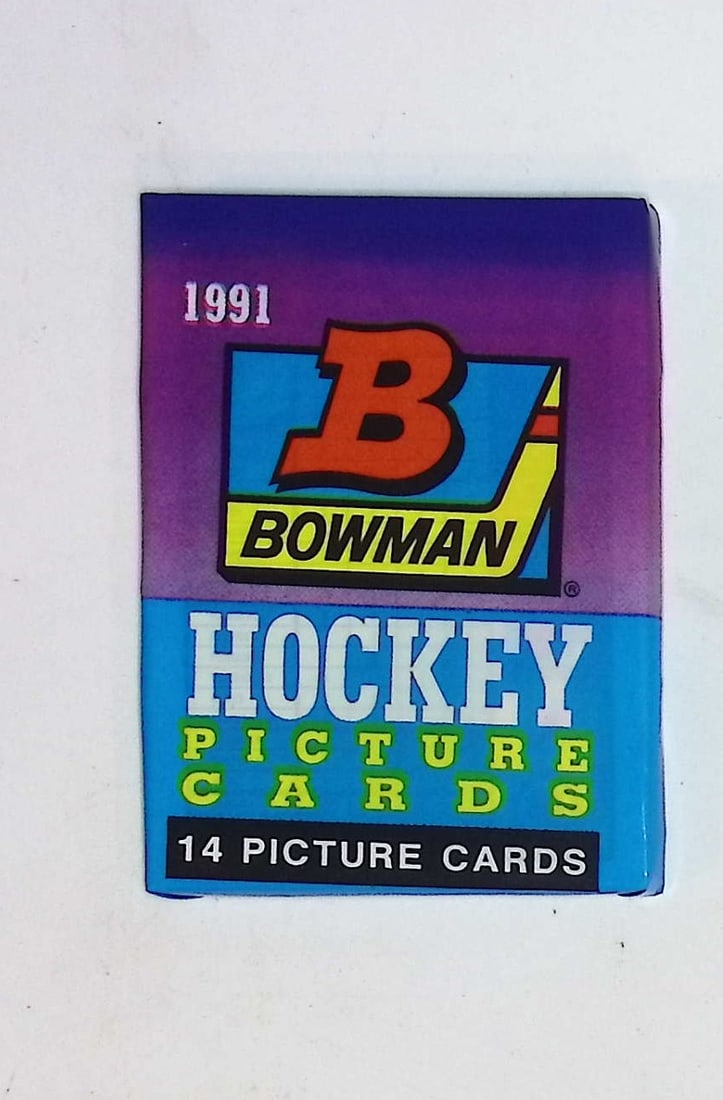 1991
B
BOWMAN
®
HOCKEY
PICTURE
CARDS
14 PICTURE CARDS